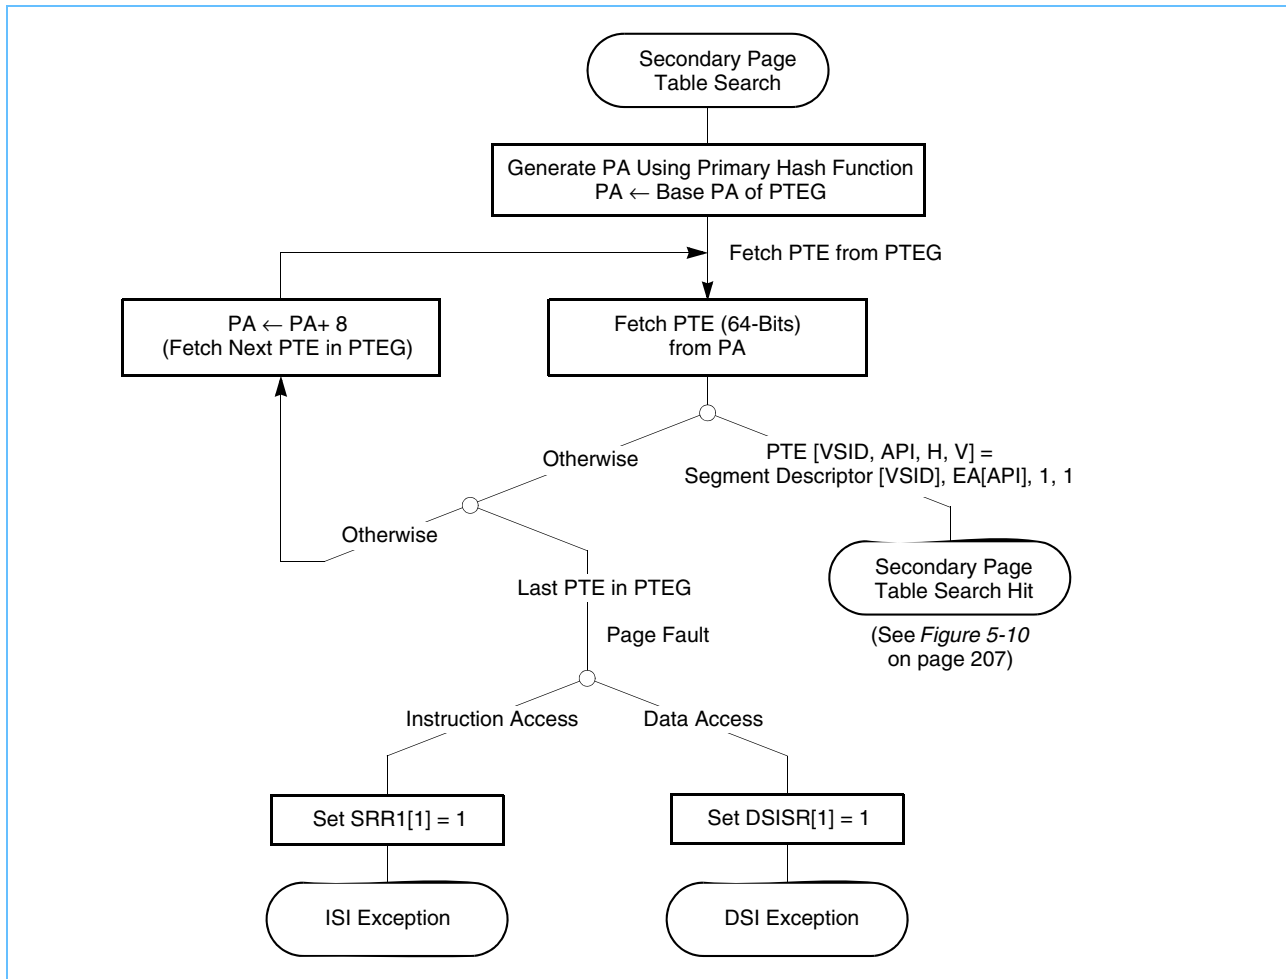 Secondary Page
Table Search
Generate PA Using Primary Hash Function
PA ← Base PA of PTEG
Fetch PTE from PTEG
PA ← PA+ 8
(Fetch Next PTE in PTEG)
Fetch PTE (64-Bits)
from PA
Otherwise
PTE [VSID, API, H, V] =
Segment Descriptor [VSID], EA[API], 1, 1
Otherwise
Secondary Page
Table Search Hit
Last PTE in PTEG
Page Fault
(See Figure 5-10
on page 207)
Instruction Access
Data Access
Set SRR1[1] = 1
Set DSISR[1] = 1
ISI Exception
DSI Exception